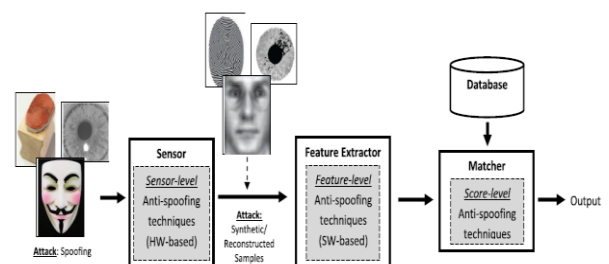 Database
Sensor
Sensor-level
Anti-spoofing
techniques
(HW-based)
Feature Extractor
Feature-level
Anti-spoofing
techniques
(SW-based)
Matcher
Score-level
Anti-spoofing
techniques
Output
Attack: Spoofing
Attack:
Synthetic/
Reconstructed
Samples